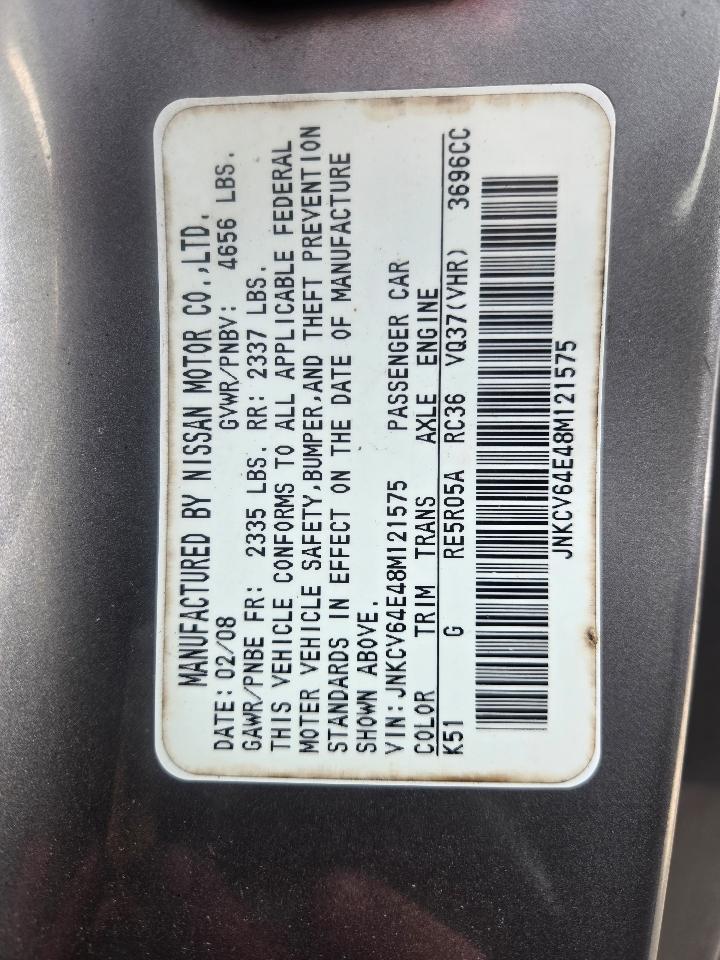 MANUFACTURED BY NISSAN MOTOR CO.,LTD.
DATE: 02/08 GVWR/PNBV: 4656 LBS.
GAWR/PNBE FR: 2335 LBS. RR: 2337 LBS.
THIS VEHICLE CONFORMS TO ALL APPLICABLE FEDERAL
MOTER VEHICLE SAFETY,BUMPER,AND THEFT PREVENTION
STANDARDS IN EFFECT ON THE DATE OF MANUFACTURE
SHOWN ABOVE.
VIN:JNKCV64E48M121575 PASSENGER CAR
COLOR TRIM TRANS AXLE ENGINE
K51 G RE5R05A RC36 VQ37(VHR) 3696CC
JNKCV64E48M121575